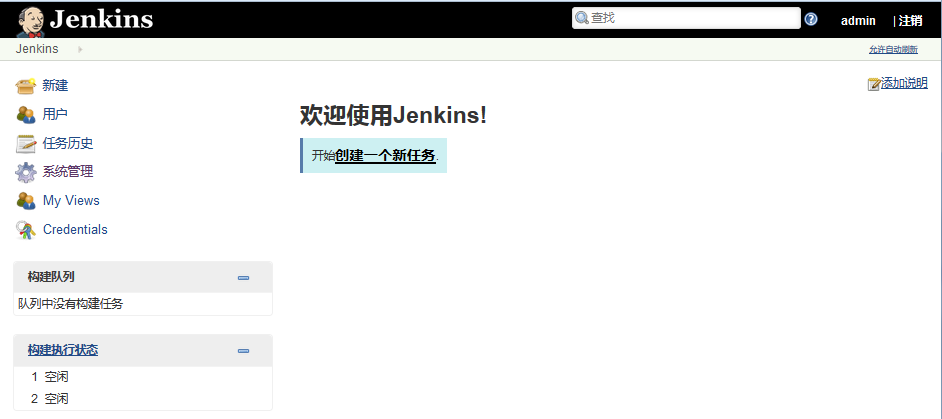 Jenkins
查找
admin
| 注销
Jenkins
允许自动刷新
新建
用户
任务历史
系统管理
My Views
Credentials
添加说明
欢迎使用Jenkins!
开始创建一个新任务.
构建队列
队列中没有构建任务
构建执行状态
1 空闲
2 空闲